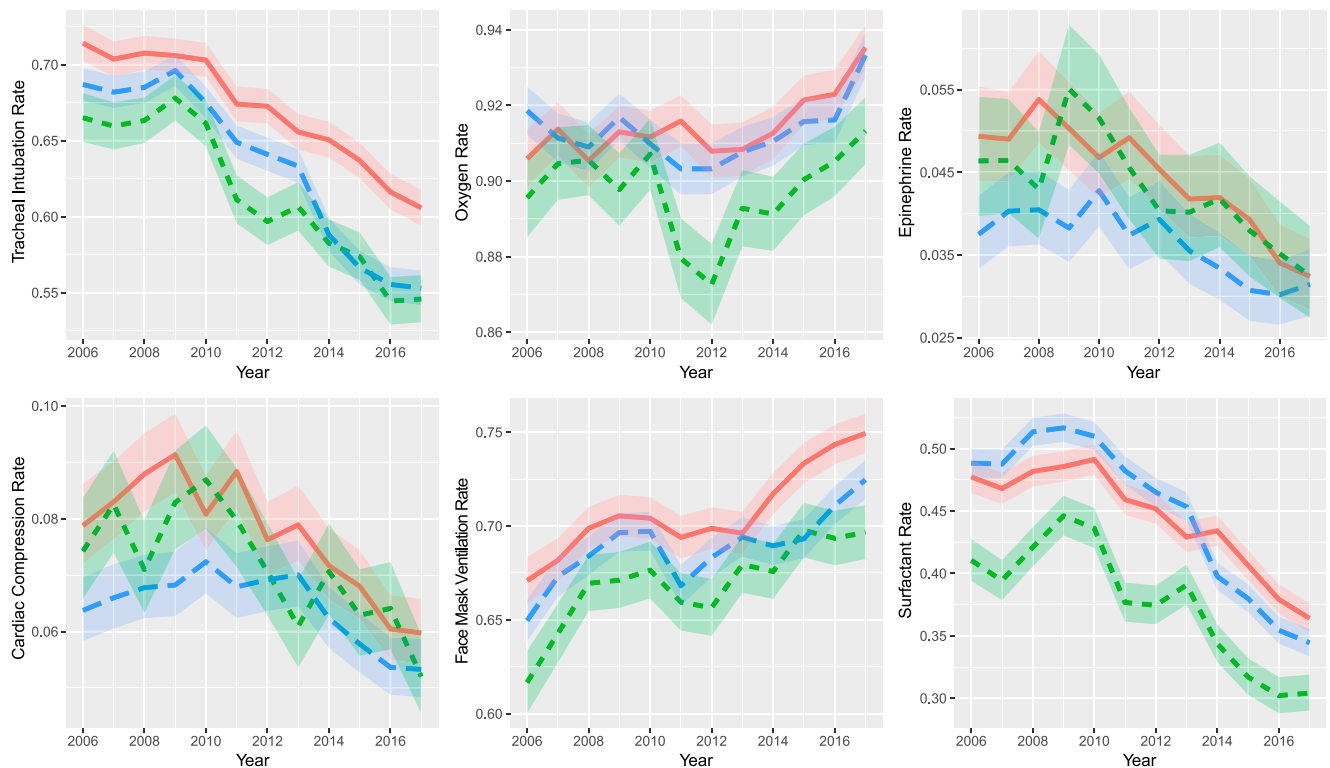 Tracheal Intubation Rate
0.70
0.65
0.60
0.55
2006 2008 2010 2012 2014 2016
Year
Oxygen Rate
0.94
0.92
0.90
0.88
0.86
2006 2008 2010 2012 2014 2016
Year
Epinephrine Rate
0.055
0.045
0.035
0.025
2006 2008 2010 2012 2014 2016
Year
Cardiac Compression Rate
0.10
0.08
0.06
2006 2008 2010 2012 2014 2016
Year
Face Mask Ventilation Rate
0.75
0.70
0.65
0.60
2006 2008 2010 2012 2014 2016
Year
Surfactant Rate
0.50
0.45
0.40
0.35
0.30
2006 2008 2010 2012 2014 2016
Year